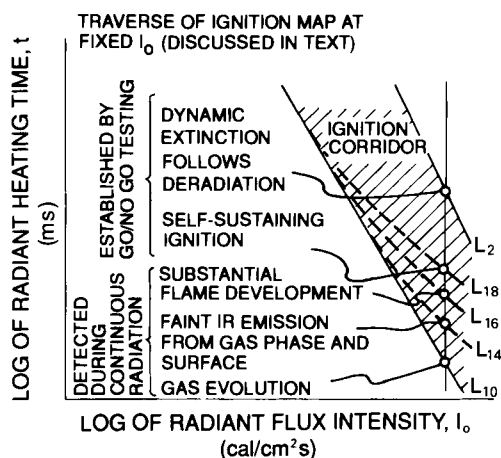 TRAVERSE OF IGNITION MAP AT
FIXED I₀ (DISCUSSED IN TEXT)
LOG OF RADIANT HEATING TIME, t
(ms)
ESTABLISHED BY
GO/NO GO TESTING
DYNAMIC
EXTINCTION
FOLLOWS
DERADIATION
SELF-SUSTAINING
IGNITION
IGNITION
CORRIDOR
DETECTED
DURING
CONTINUOUS
RADIATION
SUBSTANTIAL
FLAME DEVELOPMENT
FAINT IR EMISSION
FROM GAS PHASE AND
SURFACE
GAS EVOLUTION
L₂
L₁₈
L₁₆
L₁₄
L₁₀
LOG OF RADIANT FLUX INTENSITY, I₀
(cal/cm²s)